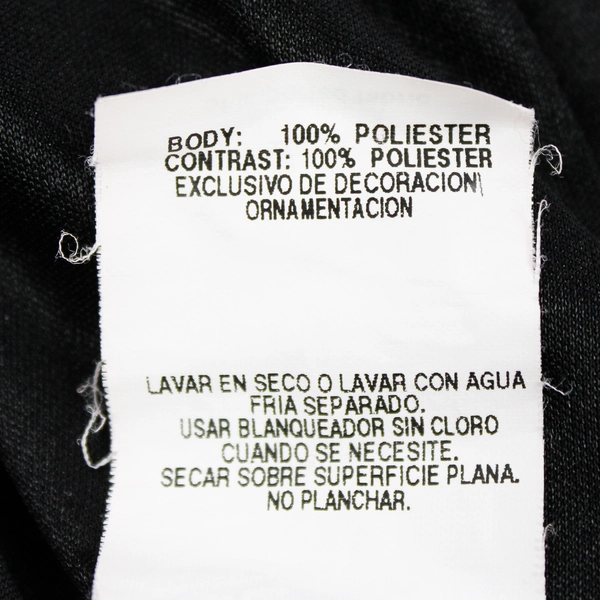 BODY: 100% POLIESTER
CONTRAST: 100% POLIESTER
EXCLUSIVO DE DECORACION\
ORNAMENTACION
LAVAR EN SECO O LAVAR CON AGUA
FRIA SEPARADO.
USAR BLANQUEADOR SIN CLORO
CUANDO SE NECESITE.
SECAR SOBRE SUPERFICIE PLANA.
NO PLANCHAR.